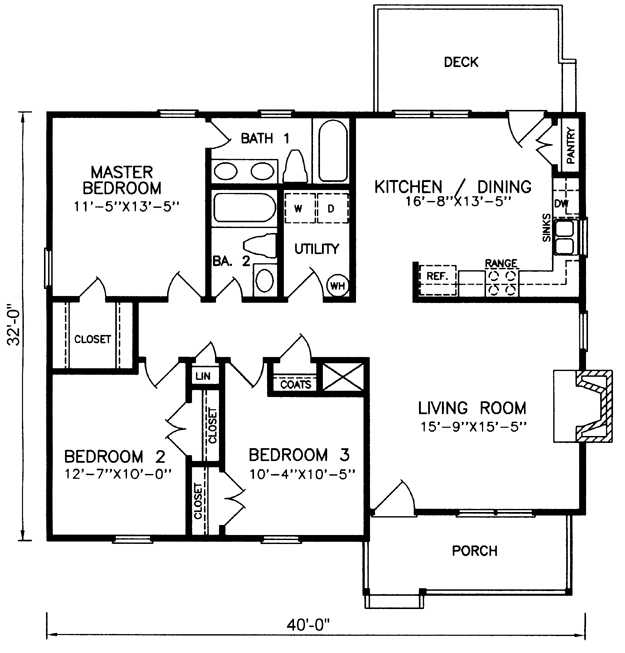 DECK
BATH 1
PANTRY
MASTER
BEDROOM
11'-5"X13'-5"
KITCHEN / DINING
16'-8"X13'-5"
W D
DW
SINKS
UTILITY
BA. 2
RANGE
REF.
WH
32'-0"
CLOSET
LIN
COATS
LIVING ROOM
15'-9"X15'-5"
CLOSET
BEDROOM 2
12'-7"X10'-0"
BEDROOM 3
10'-4"X10'-5"
CLOSET
PORCH
40'-0"